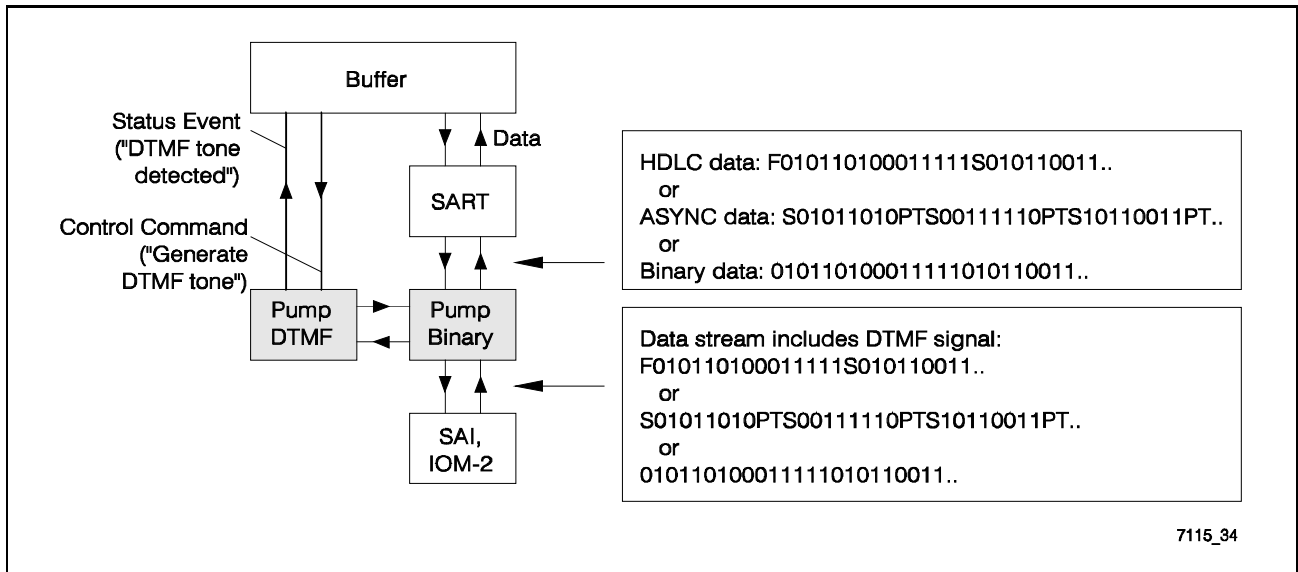 Buffer
Status Event
("DTMF tone
detected")
Data
SART
Control Command
("Generate
DTMF tone")
Pump
DTMF
Pump
Binary
SAI,
IOM-2
HDLC data: F010110100011111S010110011..
or
ASYNC data: S01011010PTS00111110PTS10110011PT..
or
Binary data: 010110100011111010110011..
Data stream includes DTMF signal:
F010110100011111S010110011..
or
S01011010PTS00111110PTS10110011PT..
or
010110100011111010110011..
7115_34